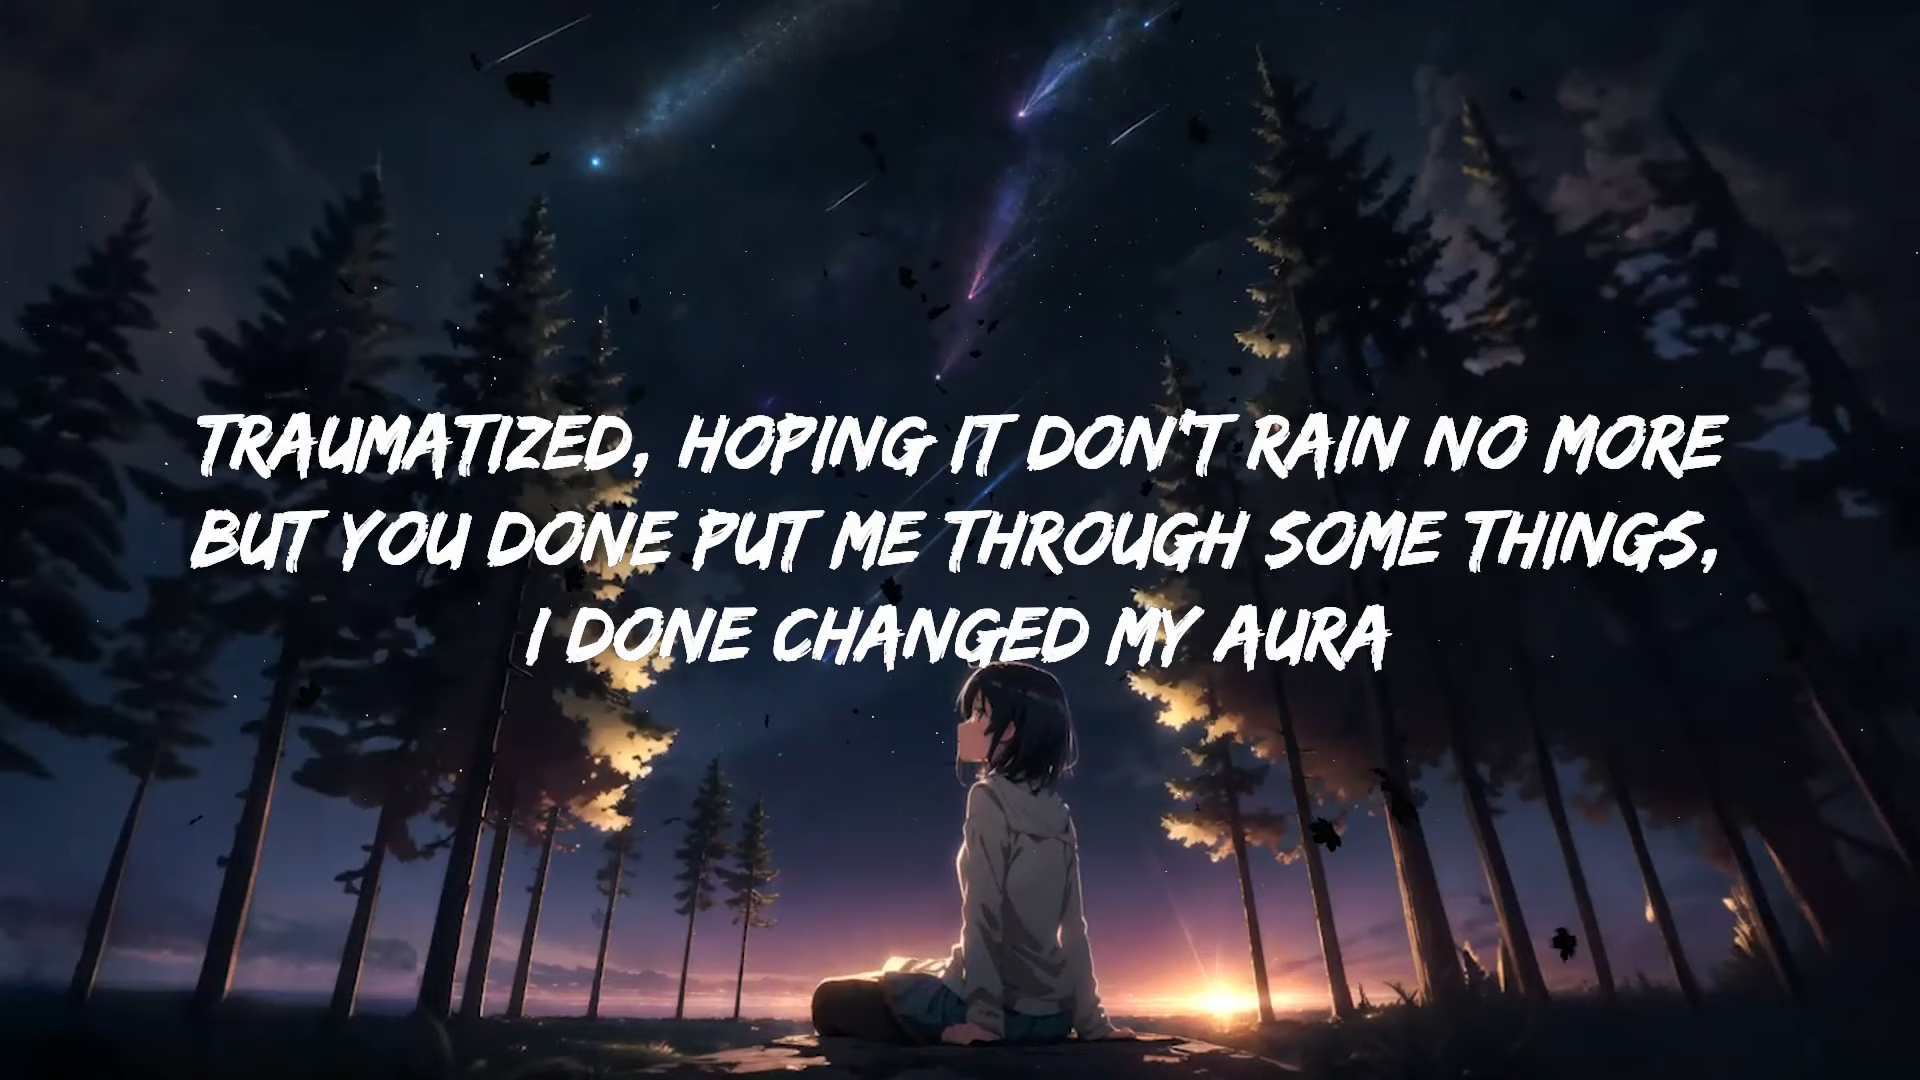 TRAUMATIZED, HOPING IT DON'T RAIN NO MORE
BUT YOU DONE PUT ME THROUGH SOME THINGS,
I DONE CHANGED MY AURA